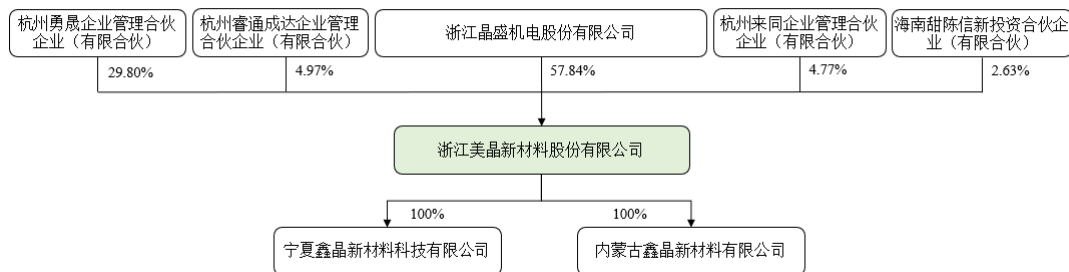 杭州勇晟企业管理合伙
企业（有限合伙）
杭州睿通成达企业管理
合伙企业（有限合伙）
浙江晶盛机电股份有限公司
杭州来同企业管理合伙
企业（有限合伙）
海南甜陈信新投资合伙企
业（有限合伙）
29.80%
4.97%
57.84%
4.77%
2.63%
浙江美晶新材料股份有限公司
100%
100%
宁夏鑫晶新材料科技有限公司
内蒙古鑫晶新材料有限公司